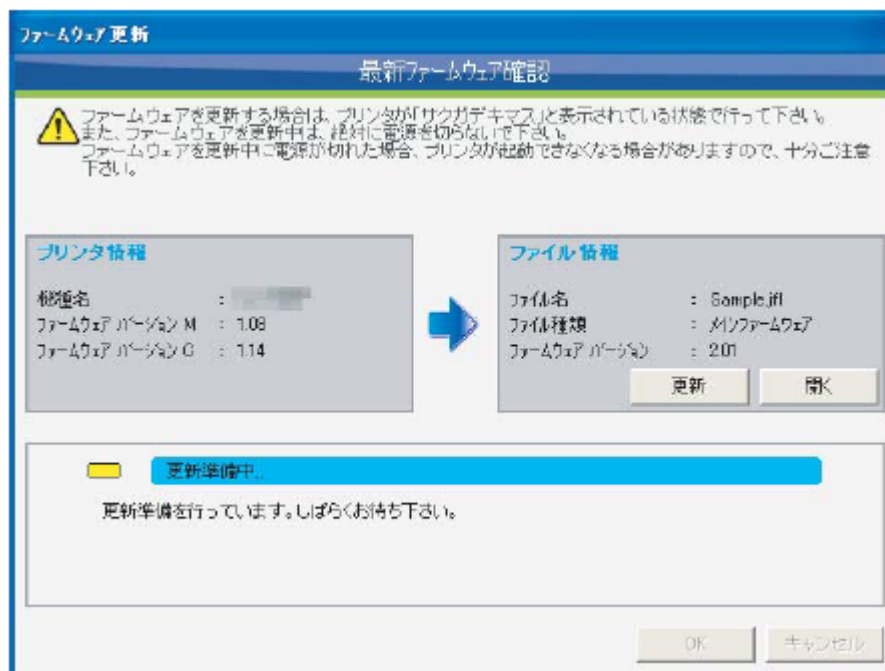 ファームウェア更新
最新ファームウェア確認
ファームウェアを更新する場合は、プリンタが「サクガデキマス」と表示されている状態で行って下さい。
また、ファームウェアを更新中は、絶対に電源を切らないで下さい。
ファームウェアを更新中に電源が切れた場合、プリンタが起動できなくなる場合がありますので、十分ご注意
下さい。
プリンタ情報
機種名 :
ファームウェア バージョン M : 1.08
ファームウェア バージョン G : 1.14
ファイル情報
ファイル名 : Sample.jfl
ファイル種類 : メインファームウェア
ファームウェア バージョン : 2.01
更新
開く
更新準備中..
更新準備を行っています。しばらくお待ち下さい。
OK
キャンセル